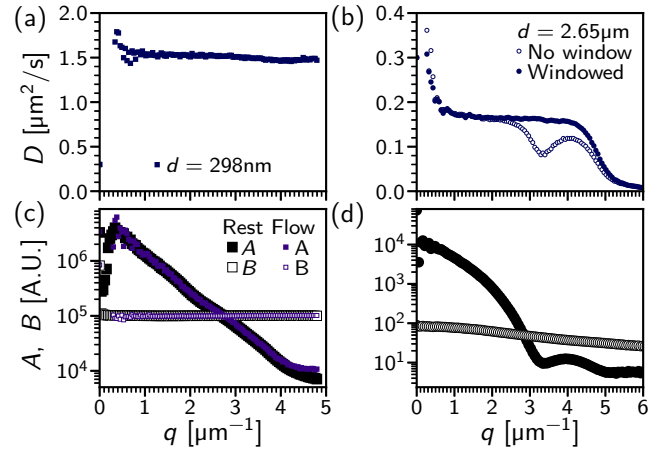 (a)
2.0
1.5
1.0
0.5
0.0
D [µm²/s]
d = 298nm
(b)
0.4
0.3
0.2
0.1
0.0
d = 2.65µm
No window
Windowed
(c)
10⁶
10⁵
10⁴
A, B [A.U.]
Rest Flow
A A
B B
0 1 2 3 4 5
q [µm⁻¹]
(d)
10⁴
10³
10²
10¹
0 1 2 3 4 5 6
q [µm⁻¹]